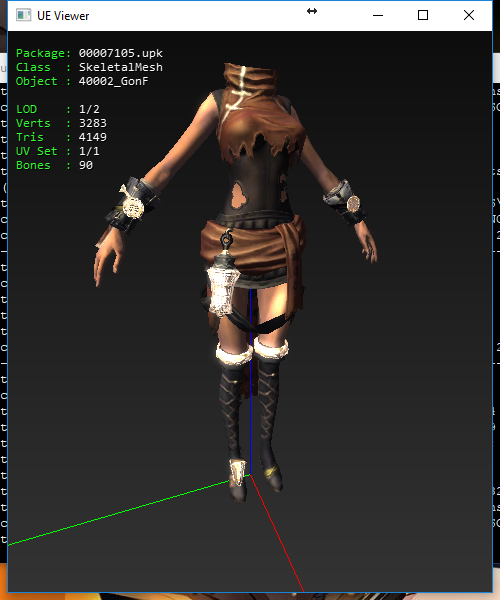 UE Viewer
Package: 00007105.upk
Class : SkeletalMesh
Object : 40002_GonF
LOD : 1/2
Verts : 3283
Tris : 4149
UV Set : 1/1
Bones : 90